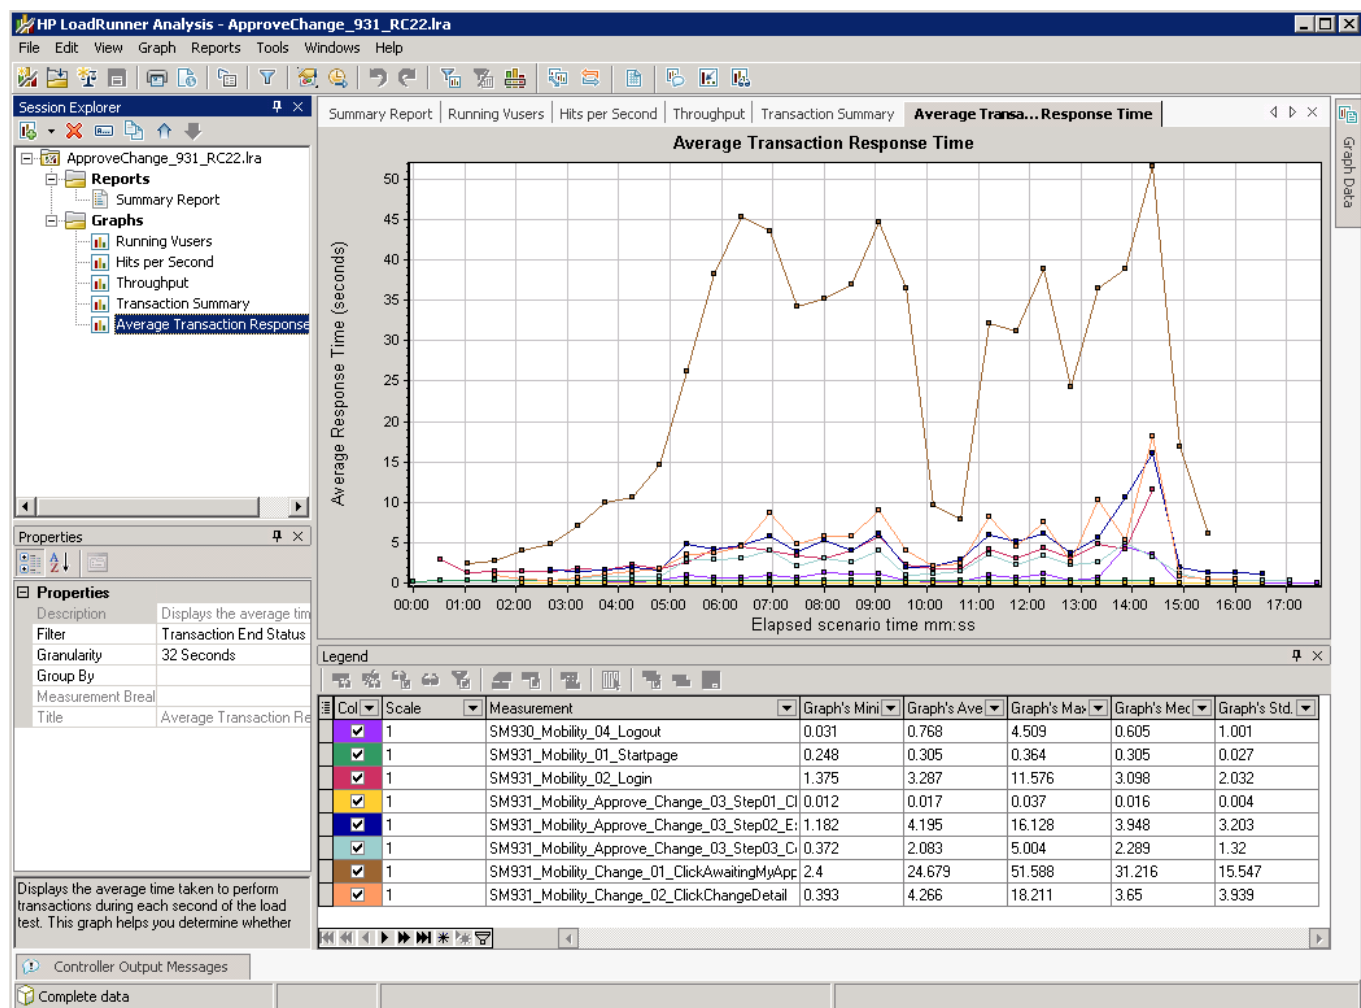 HP LoadRunner Analysis - ApproveChange_931_RC22.lra
File Edit View Graph Reports Tools Windows Help
Session Explorer
ApproveChange_931_RC22.lra
Reports
Summary Report
Graphs
Running Vusers
Hits per Second
Throughput
Transaction Summary
Average Transaction Response
Properties
Properties
Description Displays the average tim
Filter Transaction End Status
Granularity 32 Seconds
Group By
Measurement Breal
Title Average Transaction Re
Displays the average time taken to perform
transactions during each second of the load
test. This graph helps you determine whether
Summary Report Running Vusers Hits per Second Throughput Transaction Summary Average Transa...Response Time
Graph Data
Average Transaction Response Time
Average Response Time (seconds)
50
45
40
35
30
25
20
15
10
5
0
00:00 01:00 02:00 03:00 04:00 05:00 06:00 07:00 08:00 09:00 10:00 11:00 12:00 13:00 14:00 15:00 16:00 17:00
Elapsed scenario time mm:ss
Legend
Col Scale Measurement Graph's Mini Graph's Ave Graph's Max Graph's Med Graph's Std.
1 SM930_Mobility_04_Logout 0.031 0.768 4.509 0.605 1.001
1 SM931_Mobility_01_Startpage 0.248 0.305 0.364 0.305 0.027
1 SM931_Mobility_02_Login 1.375 3.287 11.576 3.098 2.032
1 SM931_Mobility_Approve_Change_03_Step01_Cl 0.012 0.017 0.037 0.016 0.004
1 SM931_Mobility_Approve_Change_03_Step02_E: 1.182 4.195 16.128 3.948 3.203
1 SM931_Mobility_Approve_Change_03_Step03_C 0.372 2.083 5.004 2.289 1.32
1 SM931_Mobility_Change_01_ClickAwaitingMyApp 2.4 24.679 51.588 31.216 15.547
1 SM931_Mobility_Change_02_ClickChangeDetail 0.393 4.266 18.211 3.65 3.939
Controller Output Messages
Complete data